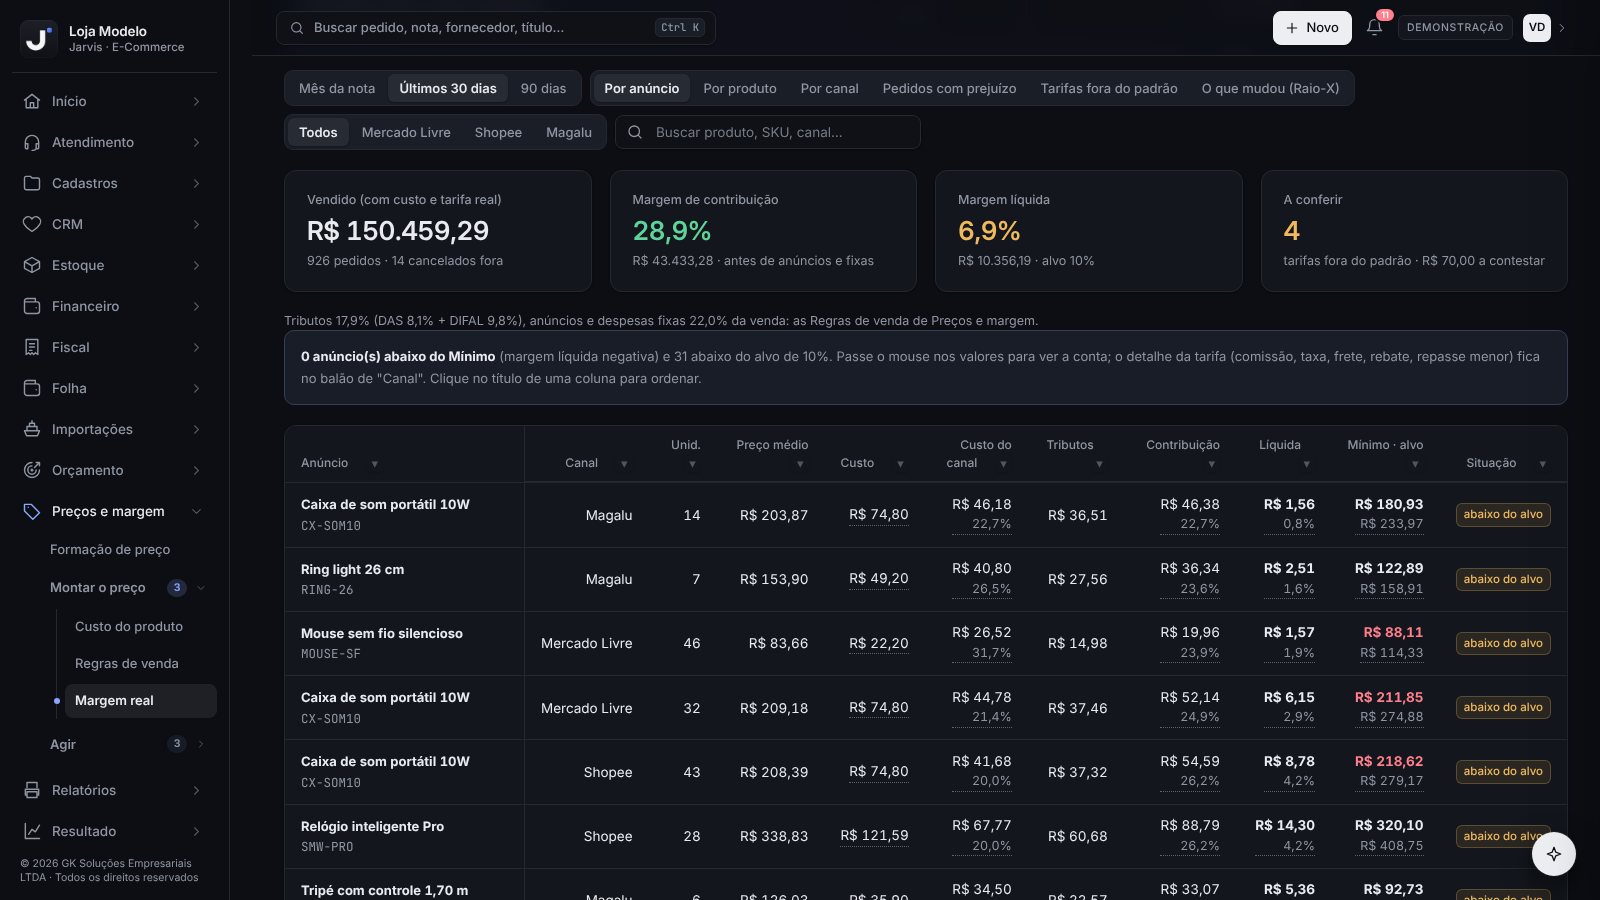 Loja Modelo
Jarvis · E-Commerce
Buscar pedido, nota, fornecedor, título...
Ctrl K
Novo
11
DEMONSTRAÇÃO
VD
Início
Atendimento
Cadastros
CRM
Estoque
Financeiro
Fiscal
Folha
Importações
Orçamento
Preços e margem
Formação de preço
Montar o preço 3
Custo do produto
Regras de venda
Margem real
Agir 3
Relatórios
Resultado
© 2026 GK Soluções Empresariais
LTDA · Todos os direitos reservados
Mês da nota Últimos 30 dias 90 dias
Por anúncio Por produto Por canal Pedidos com prejuízo Tarifas fora do padrão O que mudou (Raio-X)
Todos Mercado Livre Shopee Magalu
Buscar produto, SKU, canal...
Vendido (com custo e tarifa real)
R$ 150.459,29
926 pedidos · 14 cancelados fora
Margem de contribuição
28,9%
R$ 43.433,28 · antes de anúncios e fixas
Margem líquida
6,9%
R$ 10.356,19 · alvo 10%
A conferir
4
tarifas fora do padrão · R$ 70,00 a contestar
Tributos 17,9% (DAS 8,1% + DIFAL 9,8%), anúncios e despesas fixas 22,0% da venda: as Regras de venda de Preços e margem.
0 anúncio(s) abaixo do Mínimo (margem líquida negativa) e 31 abaixo do alvo de 10%. Passe o mouse nos valores para ver a conta; o detalhe da tarifa (comissão, taxa, frete, rebate, repasse menor) fica
no balão de "Canal". Clique no título de uma coluna para ordenar.
Anúncio Canal Unid. Preço médio Custo Custo do canal Tributos Contribuição Líquida Mínimo · alvo Situação
Caixa de som portátil 10W Magalu 14 R$ 203,87 R$ 74,80 R$ 46,18 R$ 36,51 R$ 46,38 R$ 1,56 R$ 180,93 abaixo do alvo
CX-SOM10 22,7% 22,7% 0,8% R$ 233,97
Ring light 26 cm Magalu 7 R$ 153,90 R$ 49,20 R$ 40,80 R$ 27,56 R$ 36,34 R$ 2,51 R$ 122,89 abaixo do alvo
RING-26 26,5% 23,6% 1,6% R$ 158,91
Mouse sem fio silencioso Mercado Livre 46 R$ 83,66 R$ 22,20 R$ 26,52 R$ 14,98 R$ 19,96 R$ 1,57 R$ 88,11 abaixo do alvo
MOUSE-SF 31,7% 23,9% 1,9% R$ 114,33
Caixa de som portátil 10W Mercado Livre 32 R$ 209,18 R$ 74,80 R$ 44,78 R$ 37,46 R$ 52,14 R$ 6,15 R$ 211,85 abaixo do alvo
CX-SOM10 21,4% 24,9% 2,9% R$ 274,88
Caixa de som portátil 10W Shopee 43 R$ 208,39 R$ 74,80 R$ 41,68 R$ 37,32 R$ 54,59 R$ 8,78 R$ 218,62 abaixo do alvo
CX-SOM10 20,0% 26,2% 4,2% R$ 279,17
Relógio inteligente Pro Shopee 28 R$ 338,83 R$ 121,59 R$ 67,77 R$ 60,68 R$ 88,79 R$ 14,30 R$ 320,10 abaixo do alvo
SMW-PRO 20,0% 26,2% 4,2% R$ 408,75
Tripé com controle 1,70 m R$ 34,50 R$ 33,07 R$ 5,36 R$ 92,73